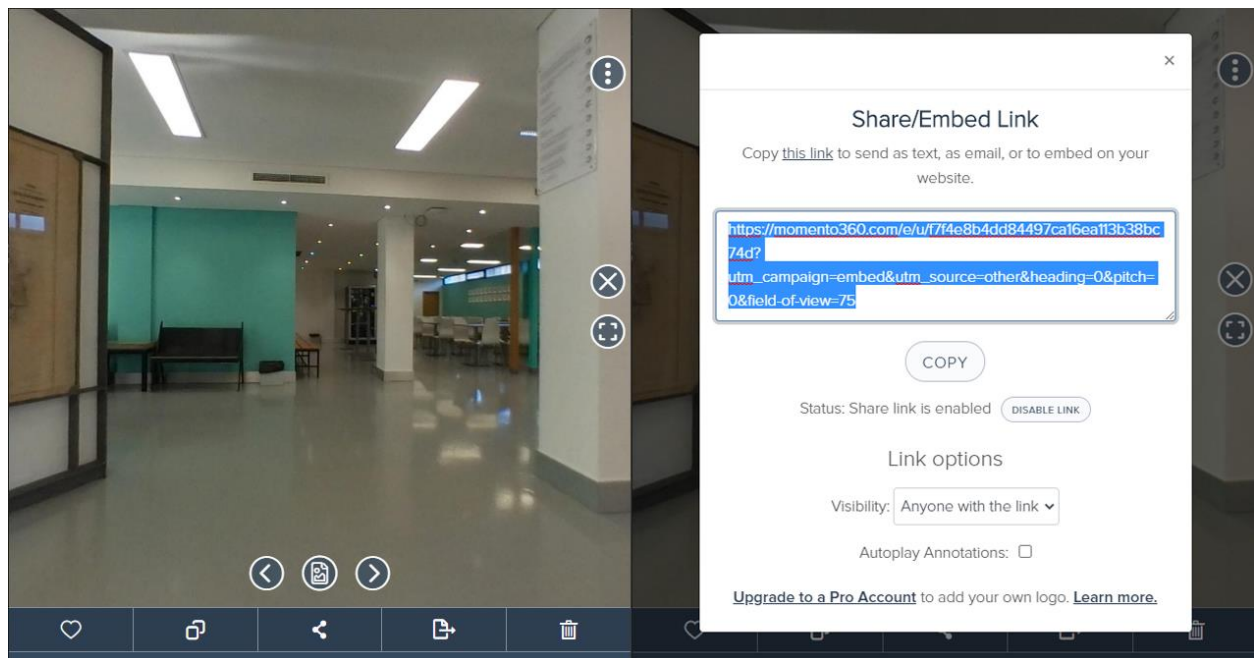 ×
Share/Embed Link
Copy this link to send as text, as email, or to embed on your
website.
https://momento360.com/e/u/f7f4e8b4dd84497ca16ea113b38bc
74d?
utm_campaign=embed&utm_source=other&heading=0&pitch=
0&field-of-view=75
COPY
Status: Share link is enabled DISABLE LINK
Link options
Visibility: Anyone with the link
Autoplay Annotations:
Upgrade to a Pro Account to add your own logo. Learn more.